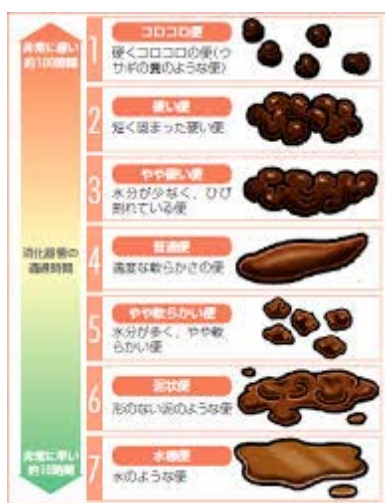 非常に遅い
約100時間
消化器官の
通過時間
非常に早い
約10時間
1
コロコロ便
硬くコロコロの便(ウ
サギの糞のような便)
2
硬い便
短く固まった硬い便
3
やや硬い便
水分が少なく、ひび
割れている便
4
普通便
適度な軟らかさの便
5
やや軟らかい便
水分が多く、やや軟
らかい便
6
泥状便
形のない泥のような便
7
水様便
水のような便